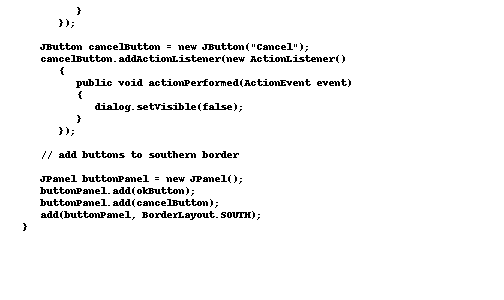 }
      });

   JButton cancelButton = new JButton("Cancel");
   cancelButton.addActionListener(new ActionListener()
      {
         public void actionPerformed(ActionEvent event)
         {
            dialog.setVisible(false);
         }
      });

   // add buttons to southern border

   JPanel buttonPanel = new JPanel();
   buttonPanel.add(okButton);
   buttonPanel.add(cancelButton);
   add(buttonPanel, BorderLayout.SOUTH);
}